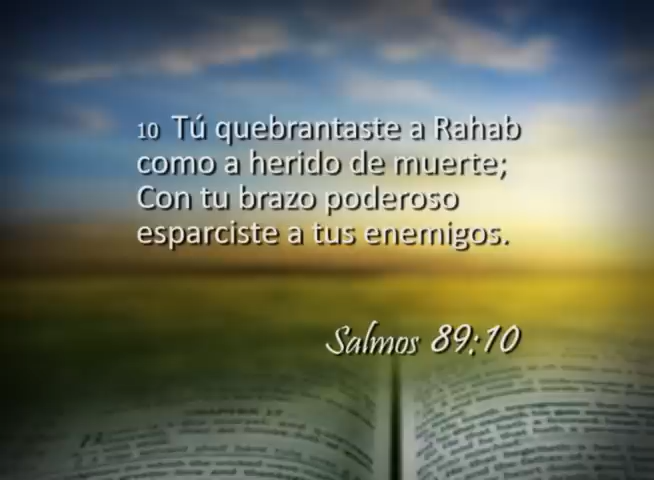 10 Tú quebrantaste a Rahab
como a herido de muerte;
Con tu brazo poderoso
esparciste a tus enemigos.
Salmos 89:10